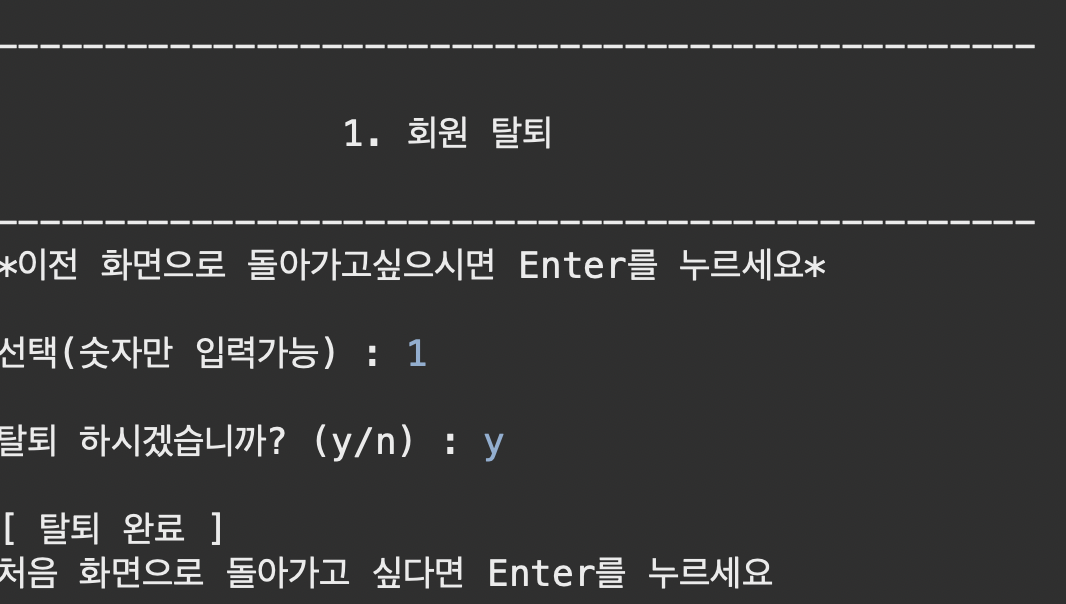 ------------------------------------------------
1. 회원 탈퇴
------------------------------------------------
*이전 화면으로 돌아가고싶으시면 Enter를 누르세요*
선택(숫자만 입력가능) : 1
탈퇴 하시겠습니까? (y/n) : y
[ 탈퇴 완료 ]
처음 화면으로 돌아가고 싶다면 Enter를 누르세요